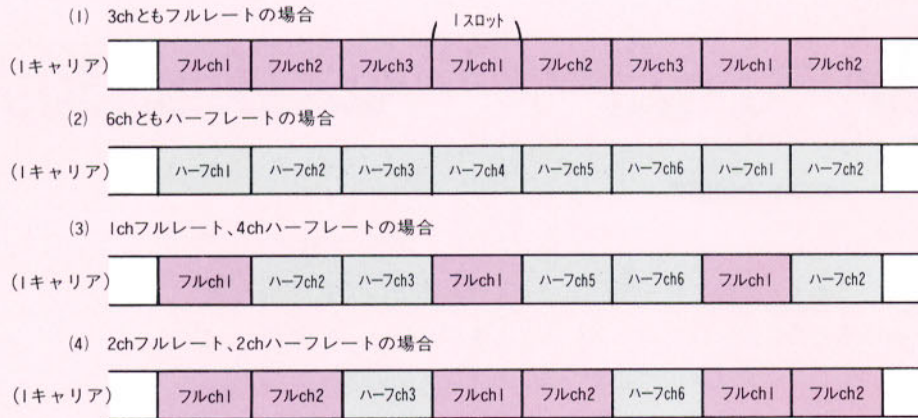 (1) 3chともフルレートの場合
1スロット
(1キャリア) フルch1 フルch2 フルch3 フルch1 フルch2 フルch3 フルch1 フルch2
(2) 6chともハーフレートの場合
(1キャリア) ハーフch1 ハーフch2 ハーフch3 ハーフch4 ハーフch5 ハーフch6 ハーフch1 ハーフch2
(3) 1chフルレート、4chハーフレートの場合
(1キャリア) フルch1 ハーフch2 ハーフch3 フルch1 ハーフch5 ハーフch6 フルch1 ハーフch2
(4) 2chフルレート、2chハーフレートの場合
(1キャリア) フルch1 フルch2 ハーフch3 フルch1 フルch2 ハーフch6 フルch1 フルch2